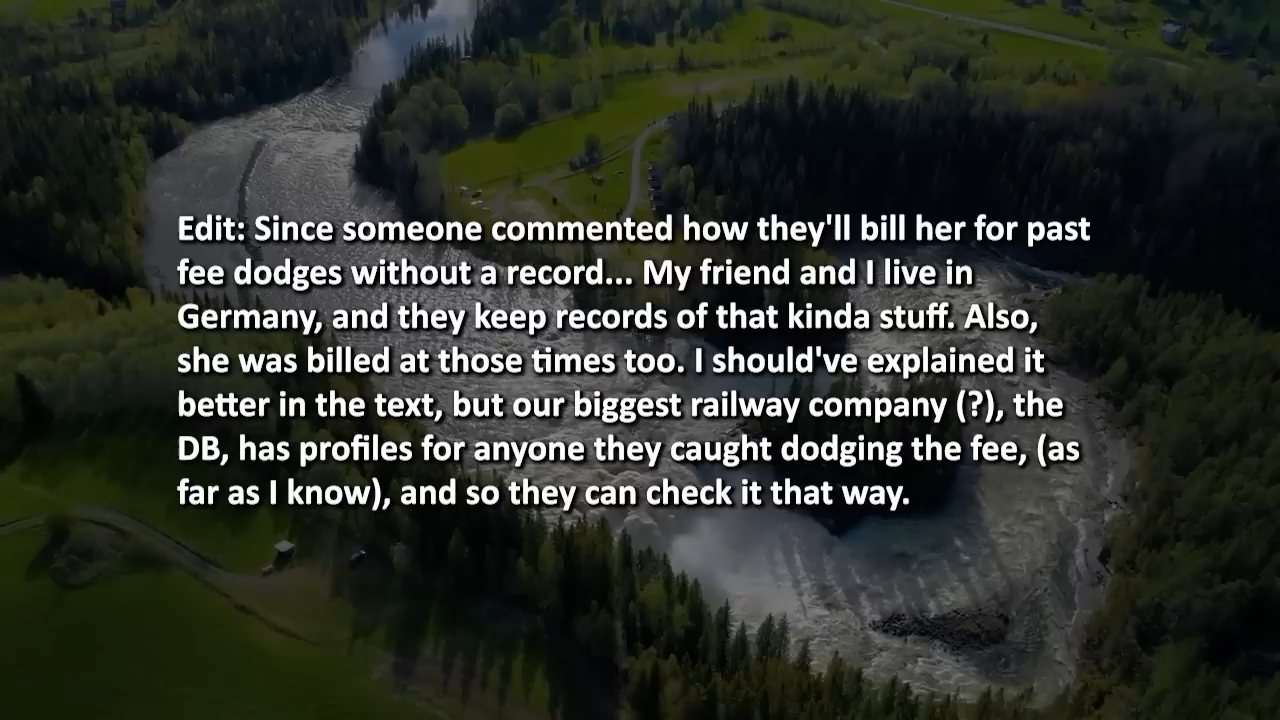 Edit: Since someone commented how they'll bill her for past
fee dodges without a record... My friend and I live in
Germany, and they keep records of that kinda stuff. Also,
she was billed at those times too. I should've explained it
better in the text, but our biggest railway company (?), the
DB, has profiles for anyone they caught dodging the fee, (as
far as I know), and so they can check it that way.